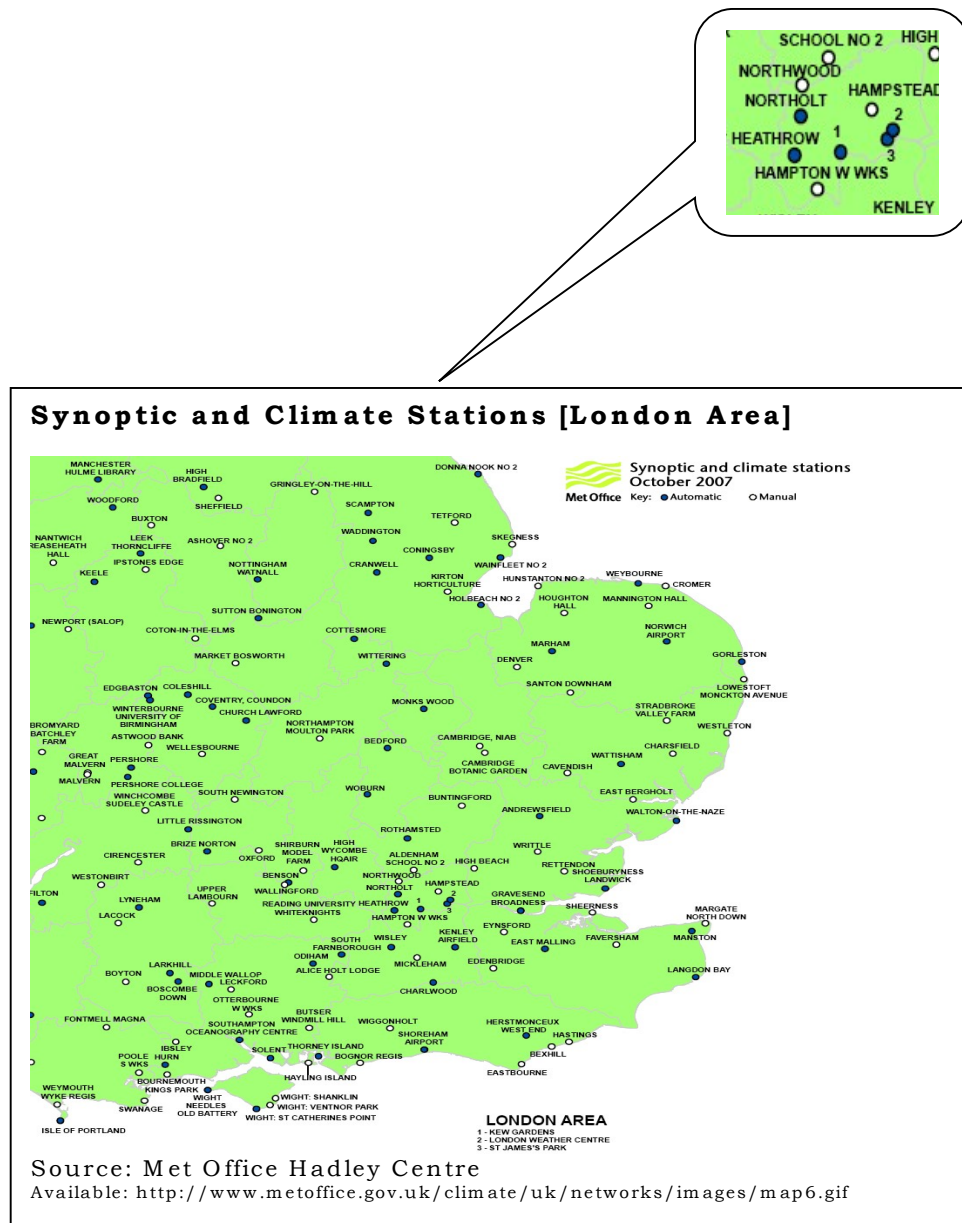 SCHOOL NO 2
HIGH
NORTHWOOD
NORTHOLT
HAMPSTEAD
2
HEATHROW
1
3
HAMPTON W WKS
KENLEY
Synoptic and Climate Stations [London Area]
Synoptic and climate stations
October 2007
Met Office Key: Automatic Manual
MANCHESTER
HULME LIBRARY
HIGH
BRADFIELD
DONNA NOOK NO 2
GRINGLEY-ON-THE-HILL
WOODFORD
SHEFFIELD
SCAMPTON
BUXTON
TETFORD
NANTWICH
REASEHEATH
HALL
LEEK
THORNCLIFFE
ASHOVER NO 2
WADDINGTON
SKEGNESS
IPSTONES EDGE
CONINGSBY
WAINFLEET NO 2
KEELE
NOTTINGHAM
WATNALL
CRANWELL
KIRTON
HORTICULTURE
HUNSTANTON NO 2
WEYBOURNE
CROMER
HOLBEACH NO 2
HOUGHTON
HALL
MANNINGTON HALL
SUTTON BONINGTON
NEWPORT (SALOP)
COTON-IN-THE-ELMS
COTTESMORE
NORWICH
AIRPORT
MARHAM
MARKET BOSWORTH
WITTERING
DENVER
GORLESTON
SANTON DOWNHAM
LOWESTOFT
MONCKTON AVENUE
EDGBASTON
COLESHILL
COVENTRY, COUNDON
MONKS WOOD
WINTERBOURNE
UNIVERSITY OF
BIRMINGHAM
CHURCH LAWFORD
STRADBROKE
VALLEY FARM
BROMYARD
BATCHLEY
FARM
NORTHAMPTON
MOULTON PARK
WESTLETON
ASTWOOD BANK
WELLESBOURNE
BEDFORD
CAMBRIDGE, NIAB
CHARSFIELD
GREAT
MALVERN
PERSHORE
CAMBRIDGE
BOTANIC GARDEN
WATTISHAM
CAVENDISH
MALVERN
PERSHORE COLLEGE
WINCHCOMBE
SUDELEY CASTLE
SOUTH NEWINGTON
WOBURN
BUNTINGFORD
EAST BERGHOLT
ANDREWSFIELD
WALTON-ON-THE-NAZE
LITTLE RISSINGTON
ROTHAMSTED
BRIZE NORTON
OXFORD
SHIRBURN
MODEL
FARM
HIGH
WYCOMBE
HQAIR
ALDENHAM
SCHOOL NO 2
HIGH BEACH
WRITTLE
CIRENCESTER
RETTENDON
SHOEBURYNESS
LANDWICK
WESTONBIRT
BENSON
WALLINGFORD
NORTHWOOD
NORTHOLT
HAMPSTEAD
FILTON
LYNEHAM
UPPER
LAMBOURN
READING UNIVERSITY
WHITEKNIGHTS
HEATHROW
1
2
3
GRAVESEND
BROADNESS
SHEERNESS
MARGATE
NORTH DOWN
LACOCK
HAMPTON W WKS
EYNSFORD
WISLEY
KENLEY
AIRFIELD
EAST MALLING
FAVERSHAM
MANSTON
SOUTH
FARNBOROUGH
ODIHAM
MICKLEHAM
EDENBRIDGE
LARKHILL
BOYTON
BOSCOMBE
DOWN
MIDDLE WALLOP
LECKFORD
ALICE HOLT LODGE
CHARLWOOD
LANGDON BAY
OTTERBOURNE
W WKS
BUTSER
WINDMILL HILL
FONTMELL MAGNA
SOUTHAMPTON
OCEANOGRAPHY CENTRE
WIGGONHOLT
SHOREHAM
AIRPORT
HERSTMONCEUX
WEST END
HASTINGS
IBSLEY
HURN
POOLE
S WKS
SOLENT
THORNEY ISLAND
BOGNOR REGIS
BEXHILL
EASTBOURNE
HAYLING ISLAND
BOURNEMOUTH
KINGS PARK
WEYMOUTH
WYKE REGIS
SWANAGE
WIGHT
NEEDLES
OLD BATTERY
WIGHT: SHANKLIN
WIGHT: VENTNOR PARK
WIGHT: ST CATHERINES POINT
ISLE OF PORTLAND
LONDON AREA
1 - KEW GARDENS
2 - LONDON WEATHER CENTRE
3 - ST JAMES'S PARK
Source: Met Office Hadley Centre
Available: http://www.metoffice.gov.uk/climate/uk/networks/images/map6.gif